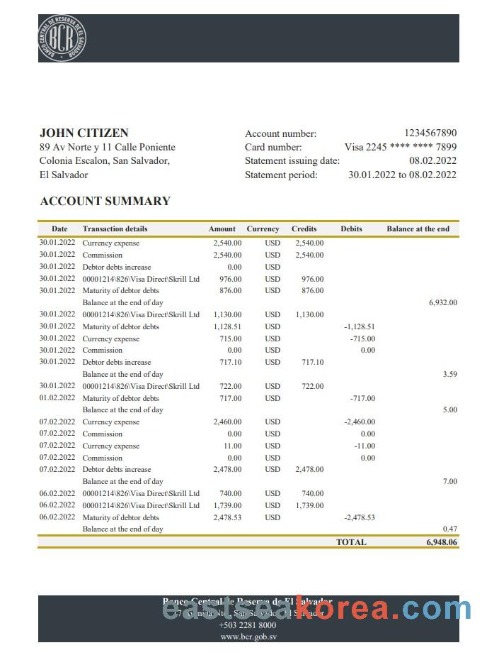 BCR
BANCO CENTRAL DE RESERVA DE EL SALVADOR
JOHN CITIZEN
89 Av Norte y 11 Calle Poniente
Colonia Escalon, San Salvador,
El Salvador
Account number: 1234567890
Card number: Visa 2245 **** **** 7899
Statement issuing date: 08.02.2022
Statement period: 30.01.2022 to 08.02.2022
ACCOUNT SUMMARY
Date Transaction details Amount Currency Credits Debits Balance at the end
30.01.2022 Currency expense 2,540.00 USD 2,540.00
30.01.2022 Commission 2,540.00 USD 2,540.00
30.01.2022 Debtor debts increase 0.00 USD
30.01.2022 00001214\826\Visa Direct\Skrill Ltd 976.00 USD 976.00
30.01.2022 Maturity of debtor debts 876.00 USD 876.00
Balance at the end of day 6,932.00
30.01.2022 00001214\826\Visa Direct\Skrill Ltd 1,130.00 USD 1,130.00
30.01.2022 Maturity of debtor debts 1,128.51 USD -1,128.51
30.01.2022 Currency expense 715.00 USD -715.00
30.01.2022 Commission 0.00 USD 0.00
30.01.2022 Debtor debts increase 717.10 USD 717.10
Balance at the end of day 3.59
30.01.2022 00001214\826\Visa Direct\Skrill Ltd 722.00 USD 722.00
01.02.2022 Maturity of debtor debts 717.00 USD -717.00
Balance at the end of day 5.00
07.02.2022 Currency expense 2,460.00 USD -2,460.00
07.02.2022 Commission 0.00 USD 0.00
07.02.2022 Currency expense 11.00 USD -11.00
07.02.2022 Commission 0.00 USD 0.00
07.02.2022 Debtor debts increase 2,478.00 USD 2,478.00
Balance at the end of day 7.00
06.02.2022 00001214\826\Visa Direct\Skrill Ltd 740.00 USD 740.00
06.02.2022 00001214\826\Visa Direct\Skrill Ltd 1,739.00 USD 1,739.00
06.02.2022 Maturity of debtor debts 2,478.53 USD -2,478.53
Balance at the end of day 0.47
TOTAL 6,948.06
Banco Central de Reserva de El Salvador
El Salvador
+503 2281 8000
www.bcr.gob.sv
eastseakorea.com